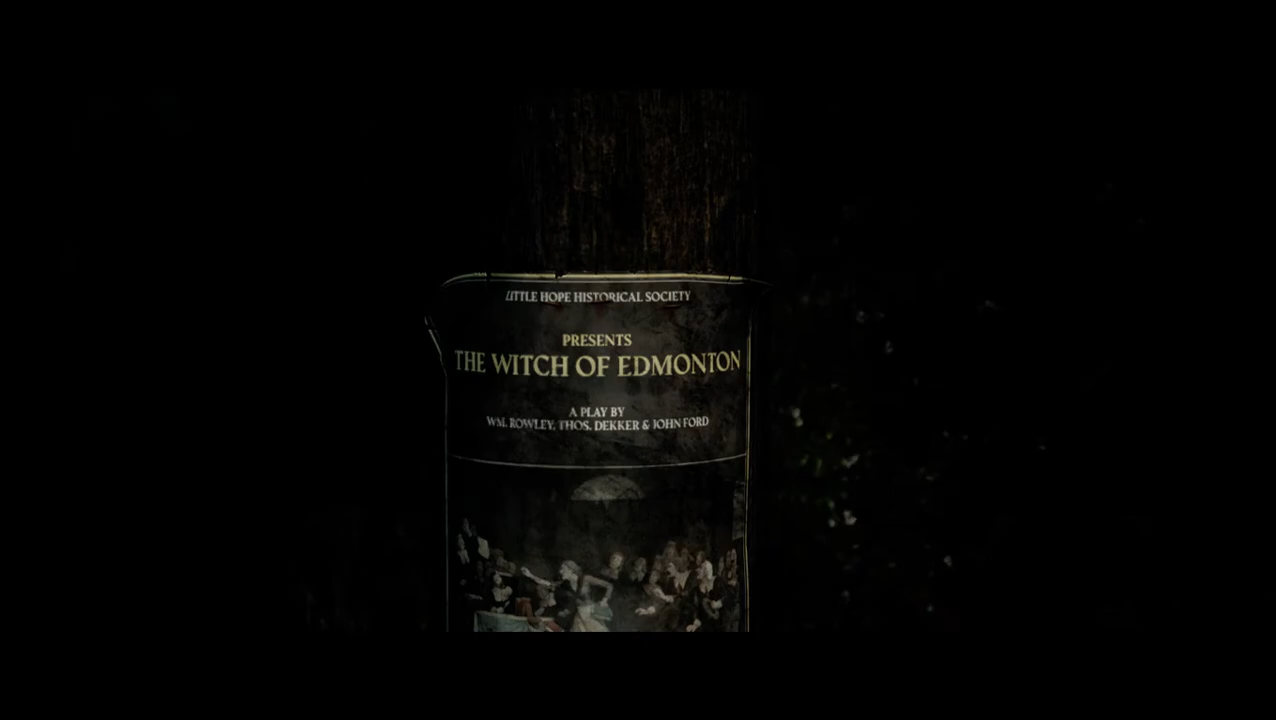 LITTLE HOPE HISTORICAL SOCIETY
PRESENTS
THE WITCH OF EDMONTON
A PLAY BY
WM. ROWLEY, THOS. DEKKER & JOHN FORD